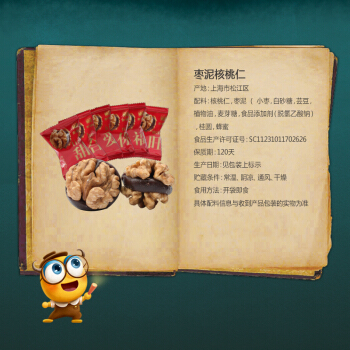 枣泥核桃仁
产地：上海市松江区
配料：核桃仁，枣泥（ 小枣,白砂糖,芸豆,
植物油,麦芽糖,食品添加剂(脱氢乙酸钠)
,桂圆,蜂蜜
食品生产许可证号：SC11231011702626
保质期：120天
生产日期：见包装上标示
贮藏条件：常温，阴凉，通风，干燥
食用方法：开袋即食
具体配料信息与收到产品包装的实物为准